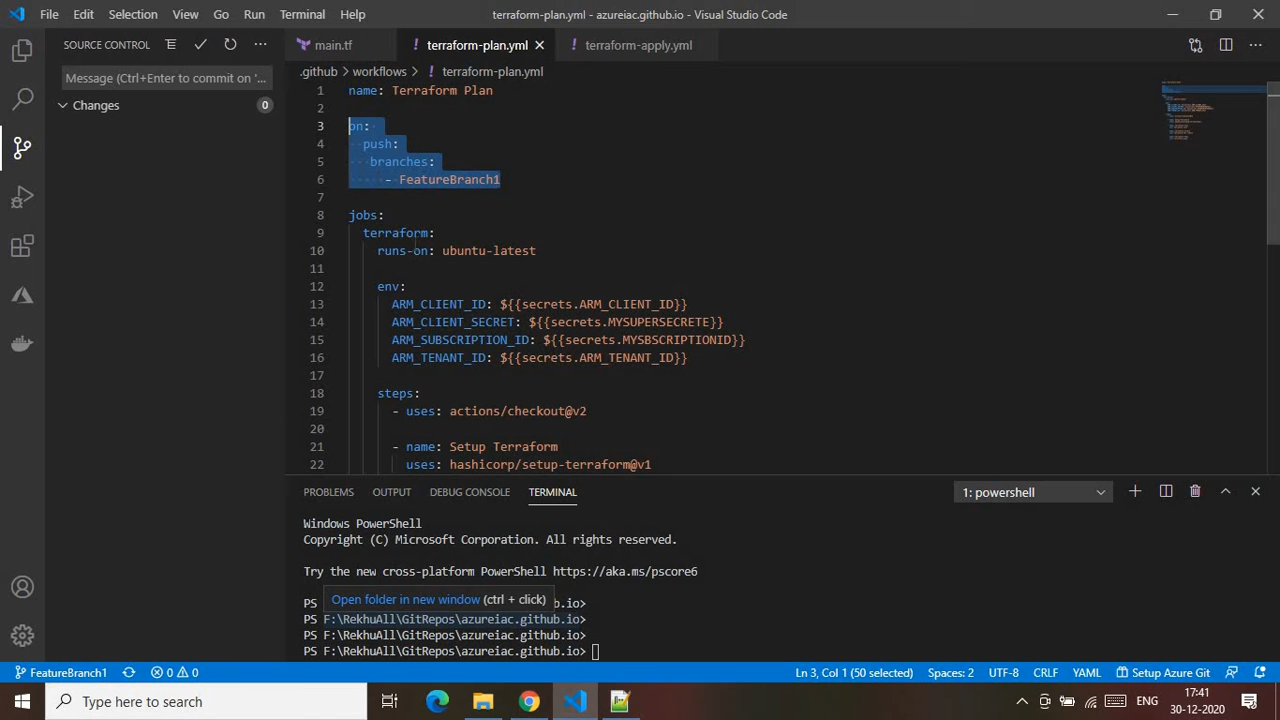 File Edit Selection View Go Run Terminal Help
terraform-plan.yml - azureiac.github.io - Visual Studio Code
SOURCE CONTROL
main.tf
! terraform-plan.yml
! terraform-apply.yml
Message (Ctrl+Enter to commit on '...
Changes 0
.github > workflows > ! terraform-plan.yml
1 name: Terraform Plan
2
3 on:
4 push:
5 branches:
6 - FeatureBranch1
7
8 jobs:
9 terraform:
10 runs-on: ubuntu-latest
11
12 env:
13 ARM_CLIENT_ID: ${{secrets.ARM_CLIENT_ID}}
14 ARM_CLIENT_SECRET: ${{secrets.MYSUPERSECRETE}}
15 ARM_SUBSCRIPTION_ID: ${{secrets.MYSBSCRIPTIONID}}
16 ARM_TENANT_ID: ${{secrets.ARM_TENANT_ID}}
17
18 steps:
19 - uses: actions/checkout@v2
20
21 - name: Setup Terraform
22 uses: hashicorp/setup-terraform@v1
PROBLEMS OUTPUT DEBUG CONSOLE TERMINAL
1: powershell
Windows PowerShell
Copyright (C) Microsoft Corporation. All rights reserved.
Try the new cross-platform PowerShell https://aka.ms/pscore6
Open folder in new window (ctrl + click)
PS b.io>
PS F:\RekhuAll\GitRepos\azureiac.github.io>
PS F:\RekhuAll\GitRepos\azureiac.github.io>
PS F:\RekhuAll\GitRepos\azureiac.github.io>
FeatureBranch1 0 0
Ln 3, Col 1 (50 selected) Spaces: 2 UTF-8 CRLF YAML Setup Azure Git
Type here to search
ENG
17:41
30-12-2020